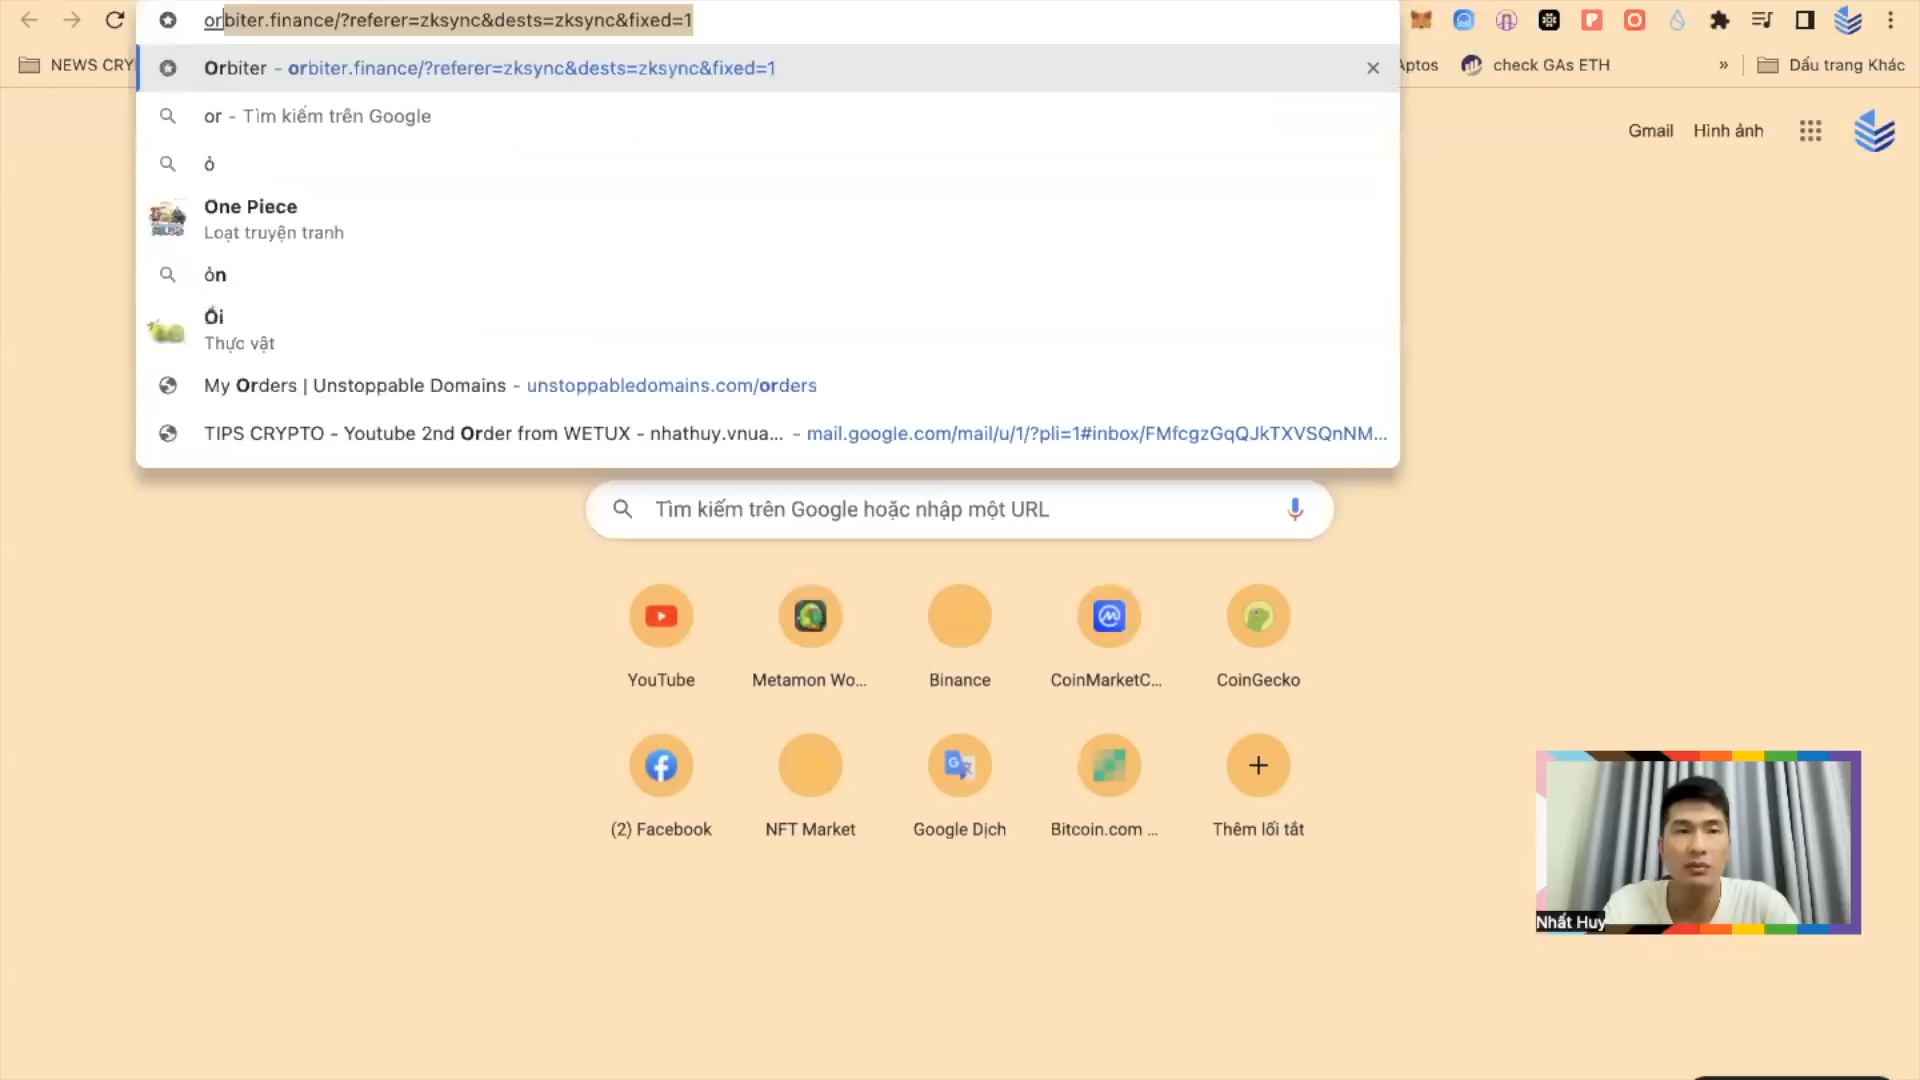 orbiter.finance/?referer=zksync&dests=zksync&fixed=1
NEWS CRY
Aptos
check GAs ETH
»
Dấu trang Khác
Orbiter - orbiter.finance/?referer=zksync&dests=zksync&fixed=1
or - Tìm kiếm trên Google
ỏ
One Piece
Loạt truyện tranh
ỏn
Ổi
Thực vật
My Orders | Unstoppable Domains - unstoppabledomains.com/orders
TIPS CRYPTO - Youtube 2nd Order from WETUX - nhathuy.vnua... - mail.google.com/mail/u/1/?pli=1#inbox/FMfcgzGqQJkTXVSQnNM...
Gmail
Hình ảnh
Tìm kiếm trên Google hoặc nhập một URL
YouTube
Metamon Wo...
Binance
CoinMarketC...
CoinGecko
(2) Facebook
NFT Market
Google Dịch
Bitcoin.com ...
Thêm lối tắt
Nhất Huy